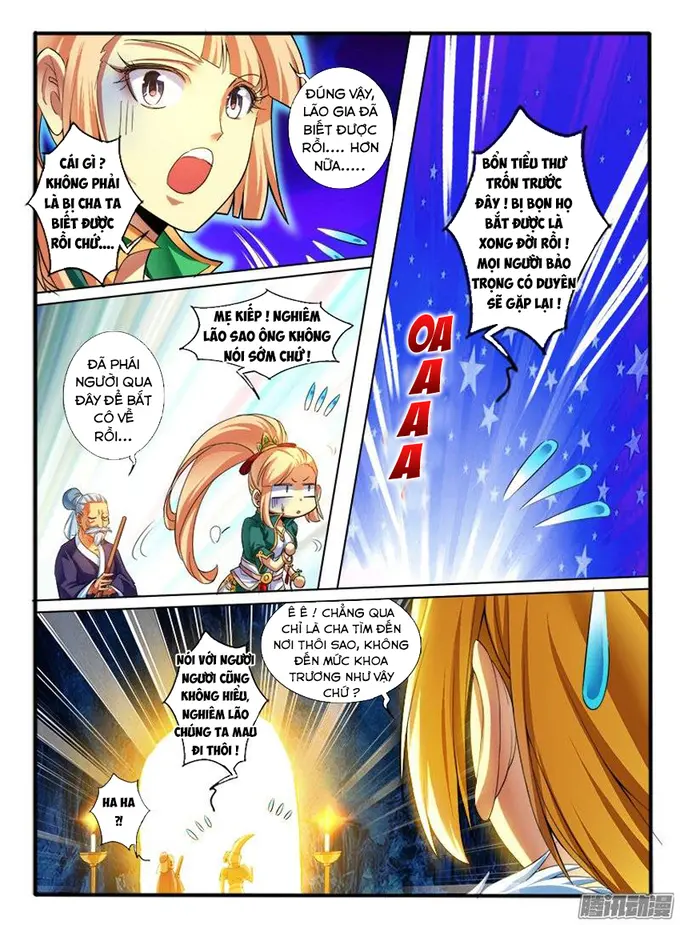 CÁI GÌ ?
KHÔNG PHẢI
LÀ BỊ CHA TA
BIẾT ĐƯỢC
RỒI CHỨ....
ĐÚNG VẬY,
LÃO GIA ĐÃ
BIẾT ĐƯỢC
RỒI.... HƠN
NỮA.....
ĐÃ PHÁI
NGƯỜI QUA
ĐÂY ĐỂ BẮT
CÔ VỀ
RỒI...
MẸ KIẾP ! NGHIÊM
LÃO SAO ÔNG KHÔNG
NÓI SỚM CHỨ !
BỔN TIỂU THƯ
TRỐN TRƯỚC
ĐÂY ! BỊ BỌN HỌ
BẮT ĐƯỢC LÀ
XONG ĐỜI RỒI !
MỌI NGƯỜI BẢO
TRỌNG CÓ DUYÊN
SẼ GẶP LẠI !
OA
A
A
A
Ê Ê ! CHẲNG QUA
CHỈ LÀ CHA TÌM ĐẾN
NƠI THÔI SAO, KHÔNG
ĐẾN MỨC KHOA
TRƯƠNG NHƯ VẬY
CHỨ ?
NÓI VỚI NGƯƠI
NGƯƠI CŨNG
KHÔNG HIỂU,
NGHIÊM LÃO
CHÚNG TA MAU
ĐI THÔI !
HA HA
?!
腾讯动漫